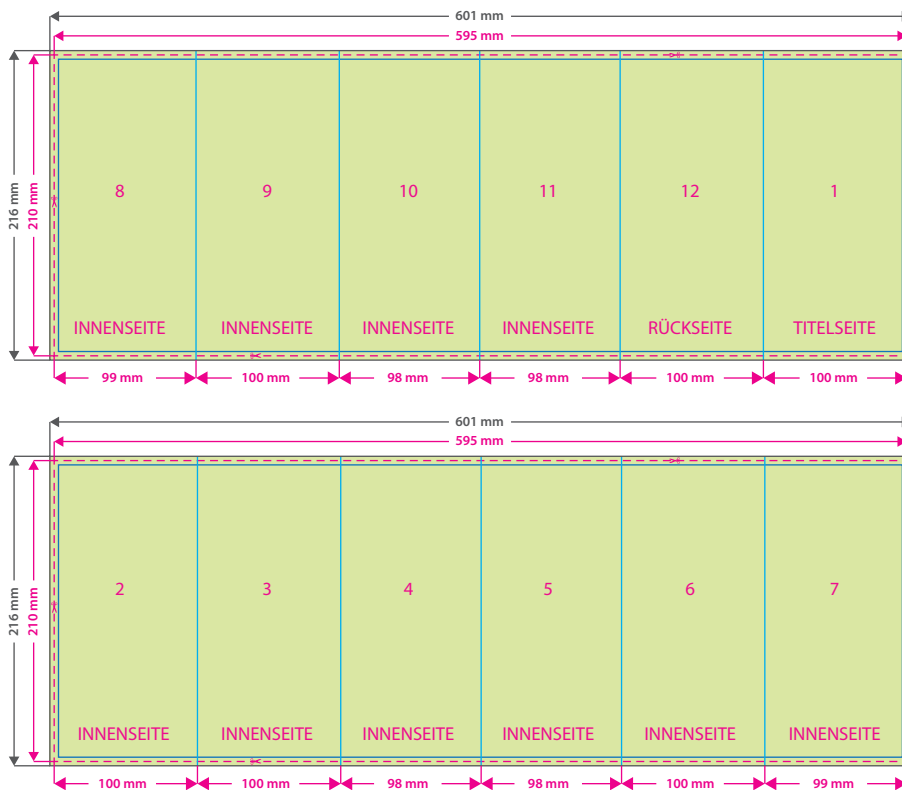 601 mm
595 mm
216 mm
210 mm
8
9
10
11
12
1
INNENSEITE
INNENSEITE
INNENSEITE
INNENSEITE
RÜCKSEITE
TITELSEITE
99 mm
100 mm
98 mm
98 mm
100 mm
100 mm
601 mm
595 mm
216 mm
210 mm
2
3
4
5
6
7
INNENSEITE
INNENSEITE
INNENSEITE
INNENSEITE
INNENSEITE
INNENSEITE
100 mm
100 mm
98 mm
98 mm
100 mm
99 mm